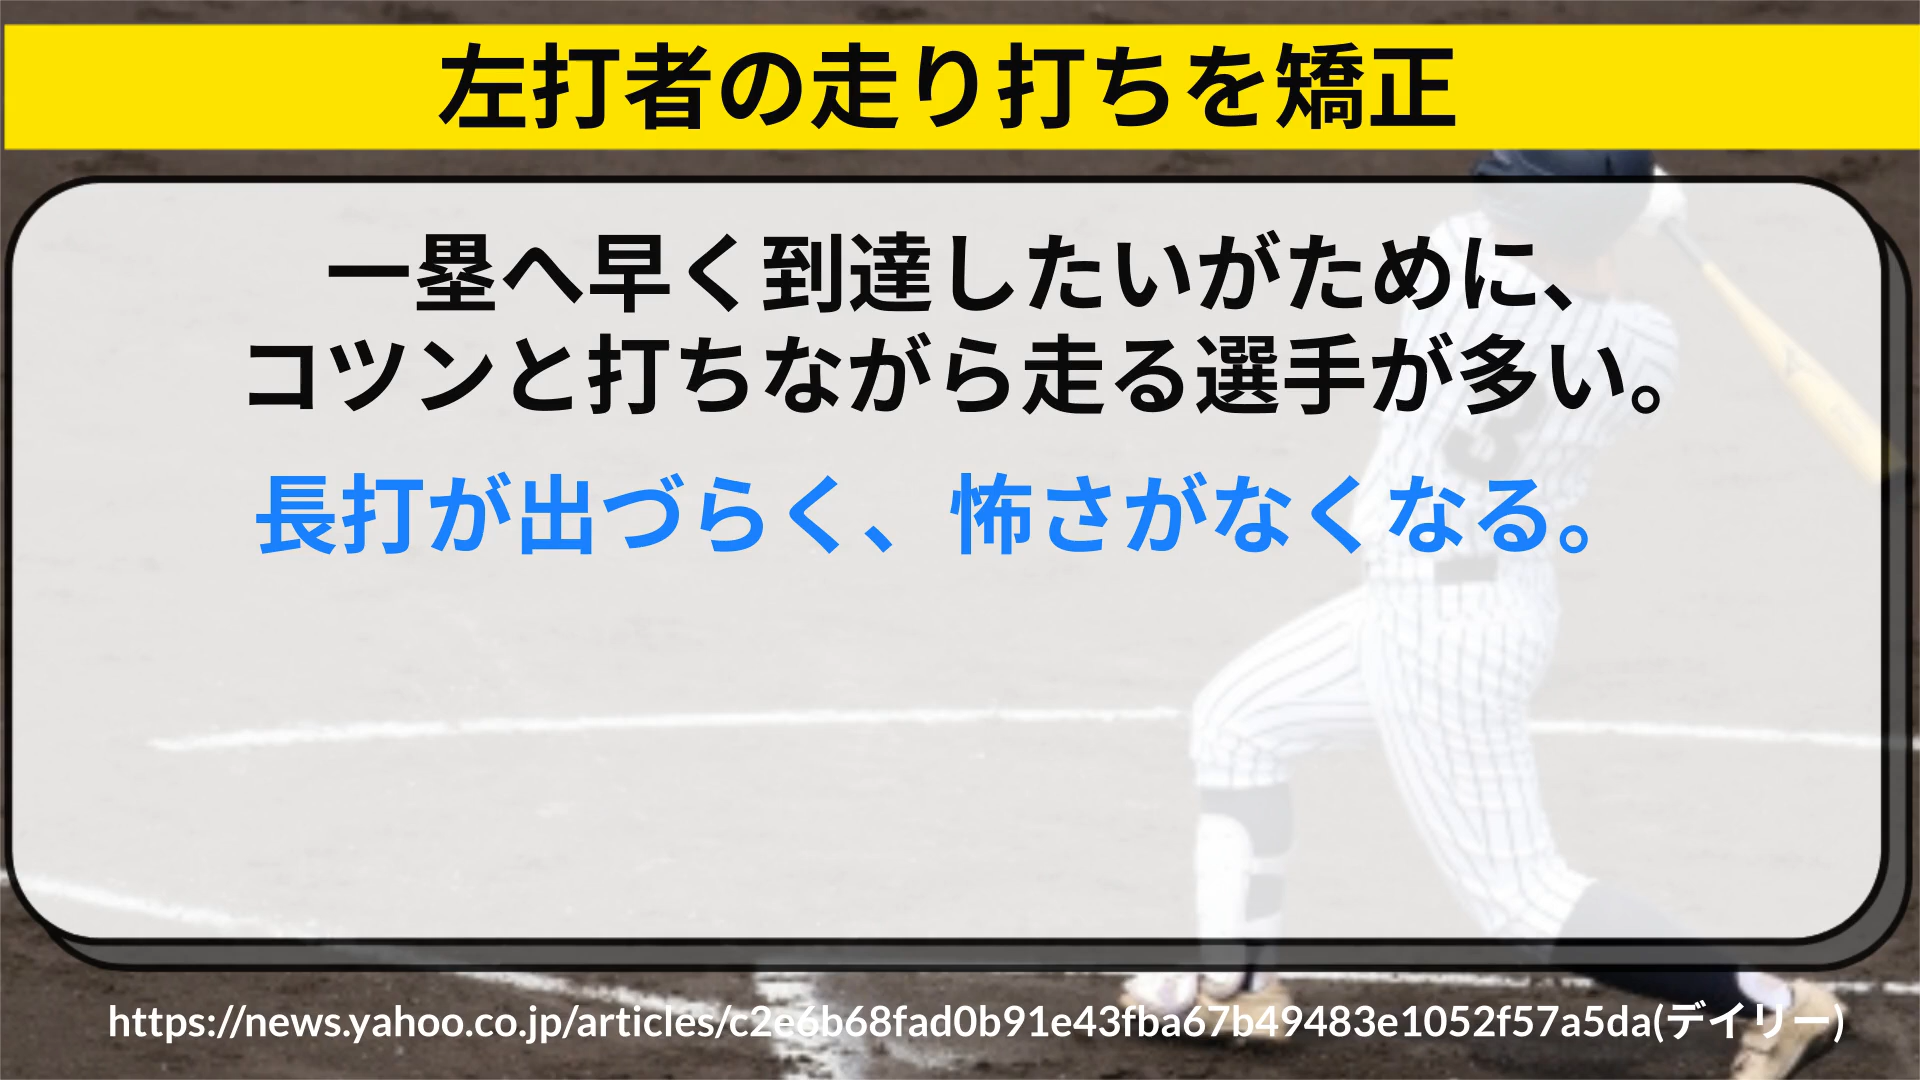 左打者の走り打ちを矯正
一塁へ早く到達したいがために、
コツンと打ちながら走る選手が多い。
長打が出づらく、怖さがなくなる。
https://news.yahoo.co.jp/articles/c2e6b68fad0b91e43fba67b49483e1052f57a5da(デイリー)